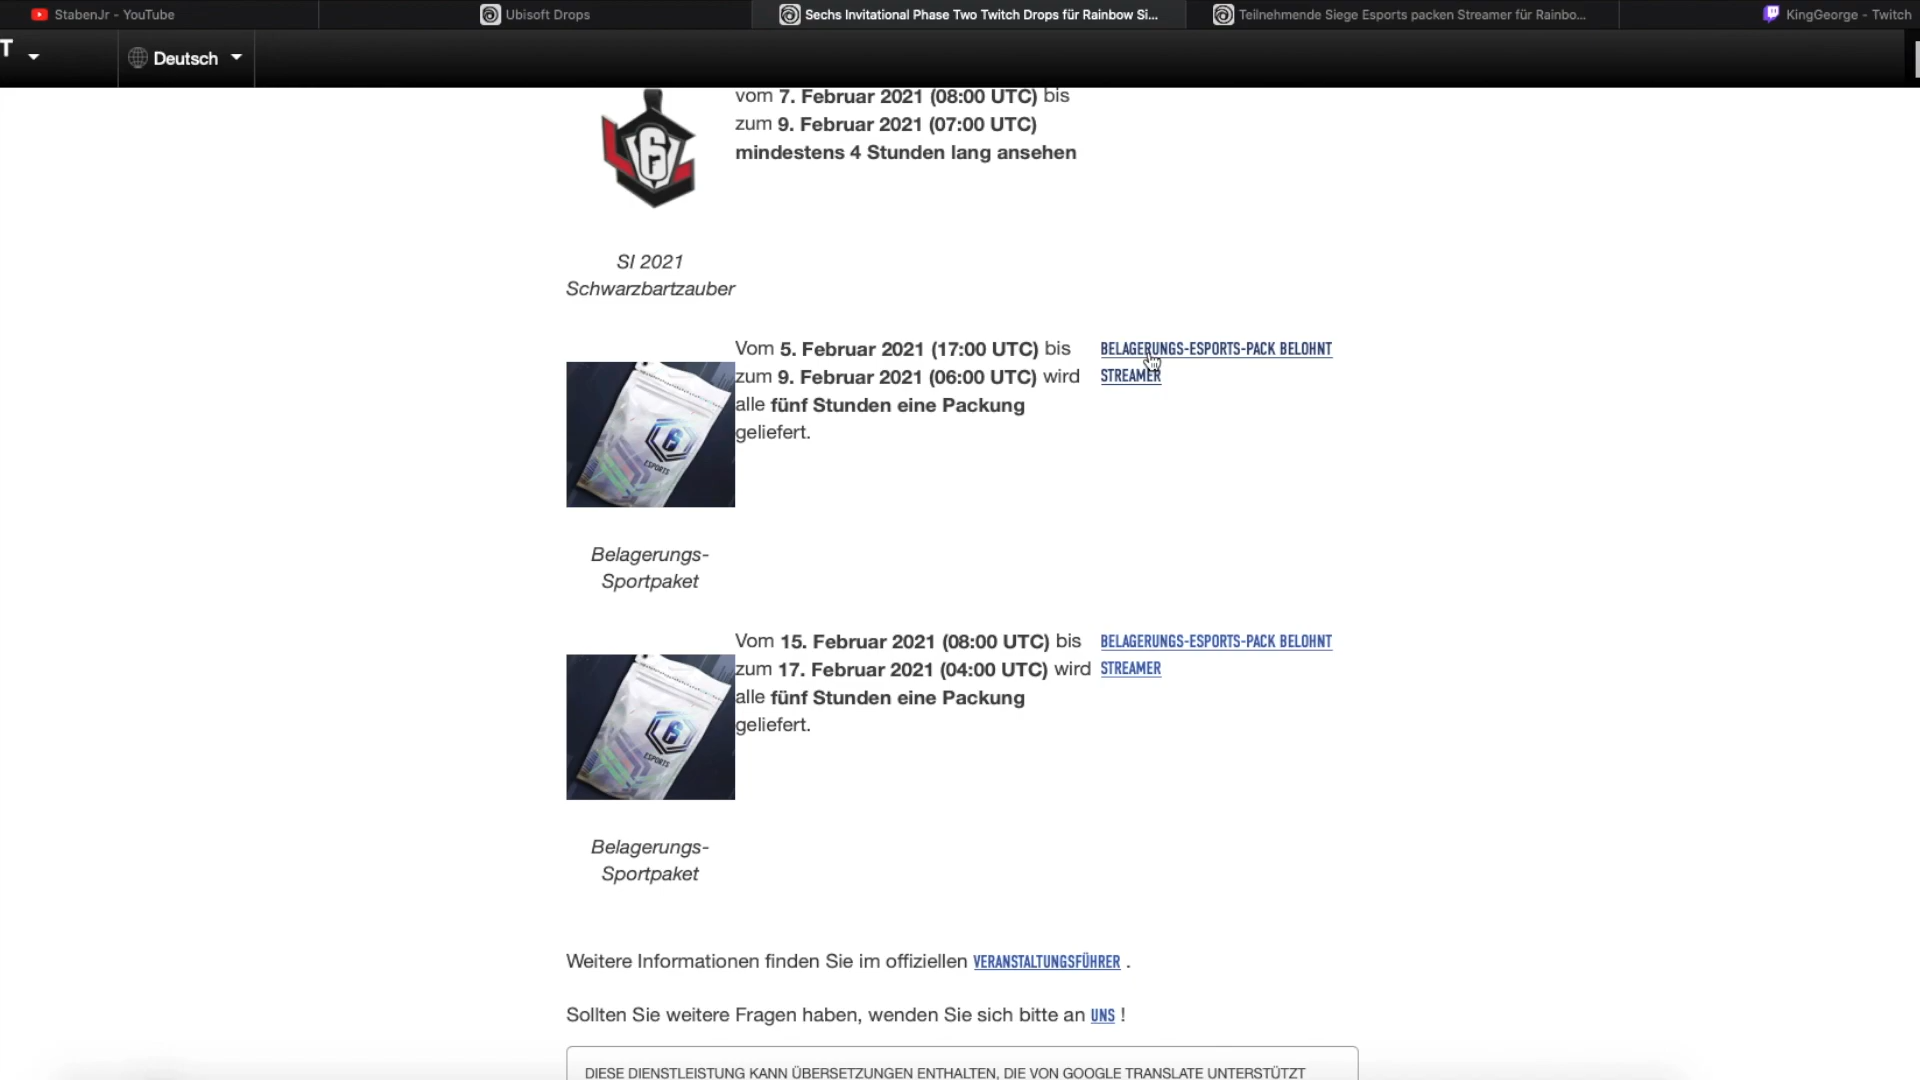 StabenJr - YouTube
Ubisoft Drops
Sechs Invitational Phase Two Twitch Drops für Rainbow Si...
Teilnehmende Siege Esports packen Streamer für Rainbo...
KingGeorge - Twitch
T
Deutsch
vom 7. Februar 2021 (08:00 UTC) bis
zum 9. Februar 2021 (07:00 UTC)
mindestens 4 Stunden lang ansehen
6
SI 2021
Schwarzbartzauber
Vom 5. Februar 2021 (17:00 UTC) bis
zum 9. Februar 2021 (06:00 UTC) wird
alle fünf Stunden eine Packung
geliefert.
BELAGERUNGS-ESPORTS-PACK BELOHNT
STREAMER
6
ESPORTS
Belagerungs-
Sportpaket
Vom 15. Februar 2021 (08:00 UTC) bis
zum 17. Februar 2021 (04:00 UTC) wird
alle fünf Stunden eine Packung
geliefert.
BELAGERUNGS-ESPORTS-PACK BELOHNT
STREAMER
6
ESPORTS
Belagerungs-
Sportpaket
Weitere Informationen finden Sie im offiziellen VERANSTALTUNGSFÜHRER .
Sollten Sie weitere Fragen haben, wenden Sie sich bitte an UNS !
DIESE DIENSTLEISTUNG KANN ÜBERSETZUNGEN ENTHALTEN, DIE VON GOOGLE TRANSLATE UNTERSTÜTZT